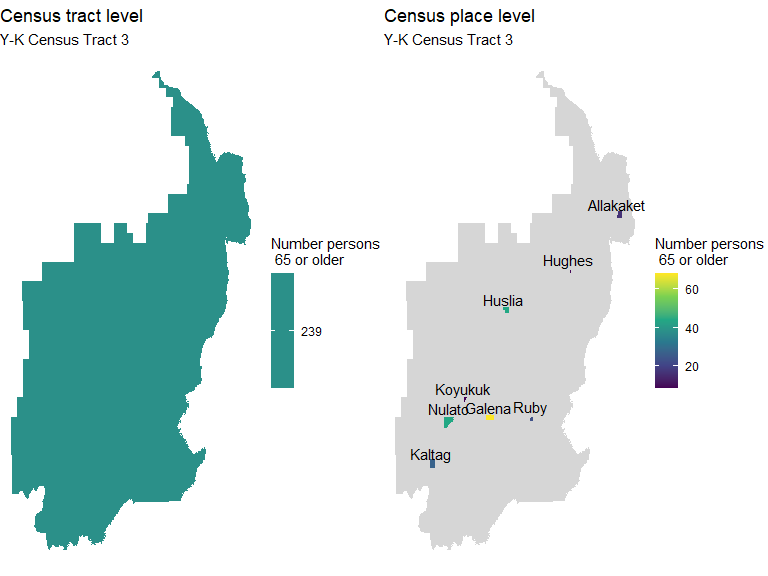 Census tract level
Y-K Census Tract 3
Number persons
65 or older
239
Census place level
Y-K Census Tract 3
Allakaket
Hughes
Huslia
Koyukuk
Nulato
Galena
Ruby
Kaltag
Number persons
65 or older
60
40
20